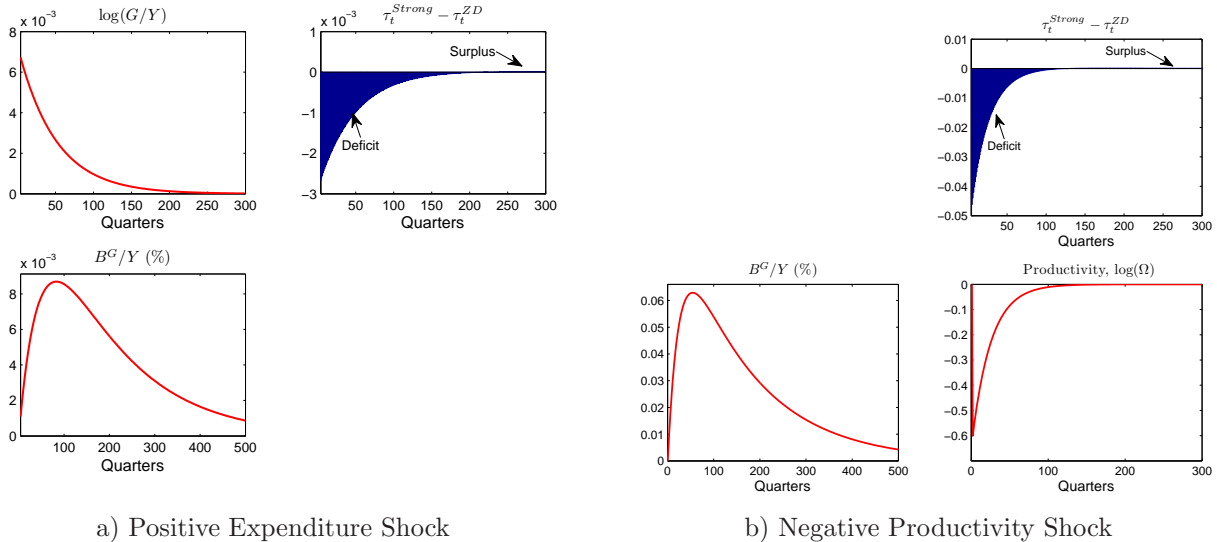 x 10⁻³
log(G/Y)
8
6
4
2
0
50 100 150 200 250 300
Quarters
x 10⁻³
τₜ^Strong − τₜ^ZD
1
0
−1
−2
−3
Surplus
Deficit
50 100 150 200 250 300
Quarters
x 10⁻³
B^G/Y (%)
8
6
4
2
0
100 200 300 400 500
Quarters
a) Positive Expenditure Shock
τₜ^Strong − τₜ^ZD
0.01
0
−0.01
−0.02
−0.03
−0.04
−0.05
Surplus
Deficit
50 100 150 200 250 300
Quarters
B^G/Y (%)
0.06
0.05
0.04
0.03
0.02
0.01
0
0 100 200 300 400 500
Quarters
Productivity, log(Ω)
0
−0.1
−0.2
−0.3
−0.4
−0.5
−0.6
0 100 200 300
Quarters
b) Negative Productivity Shock